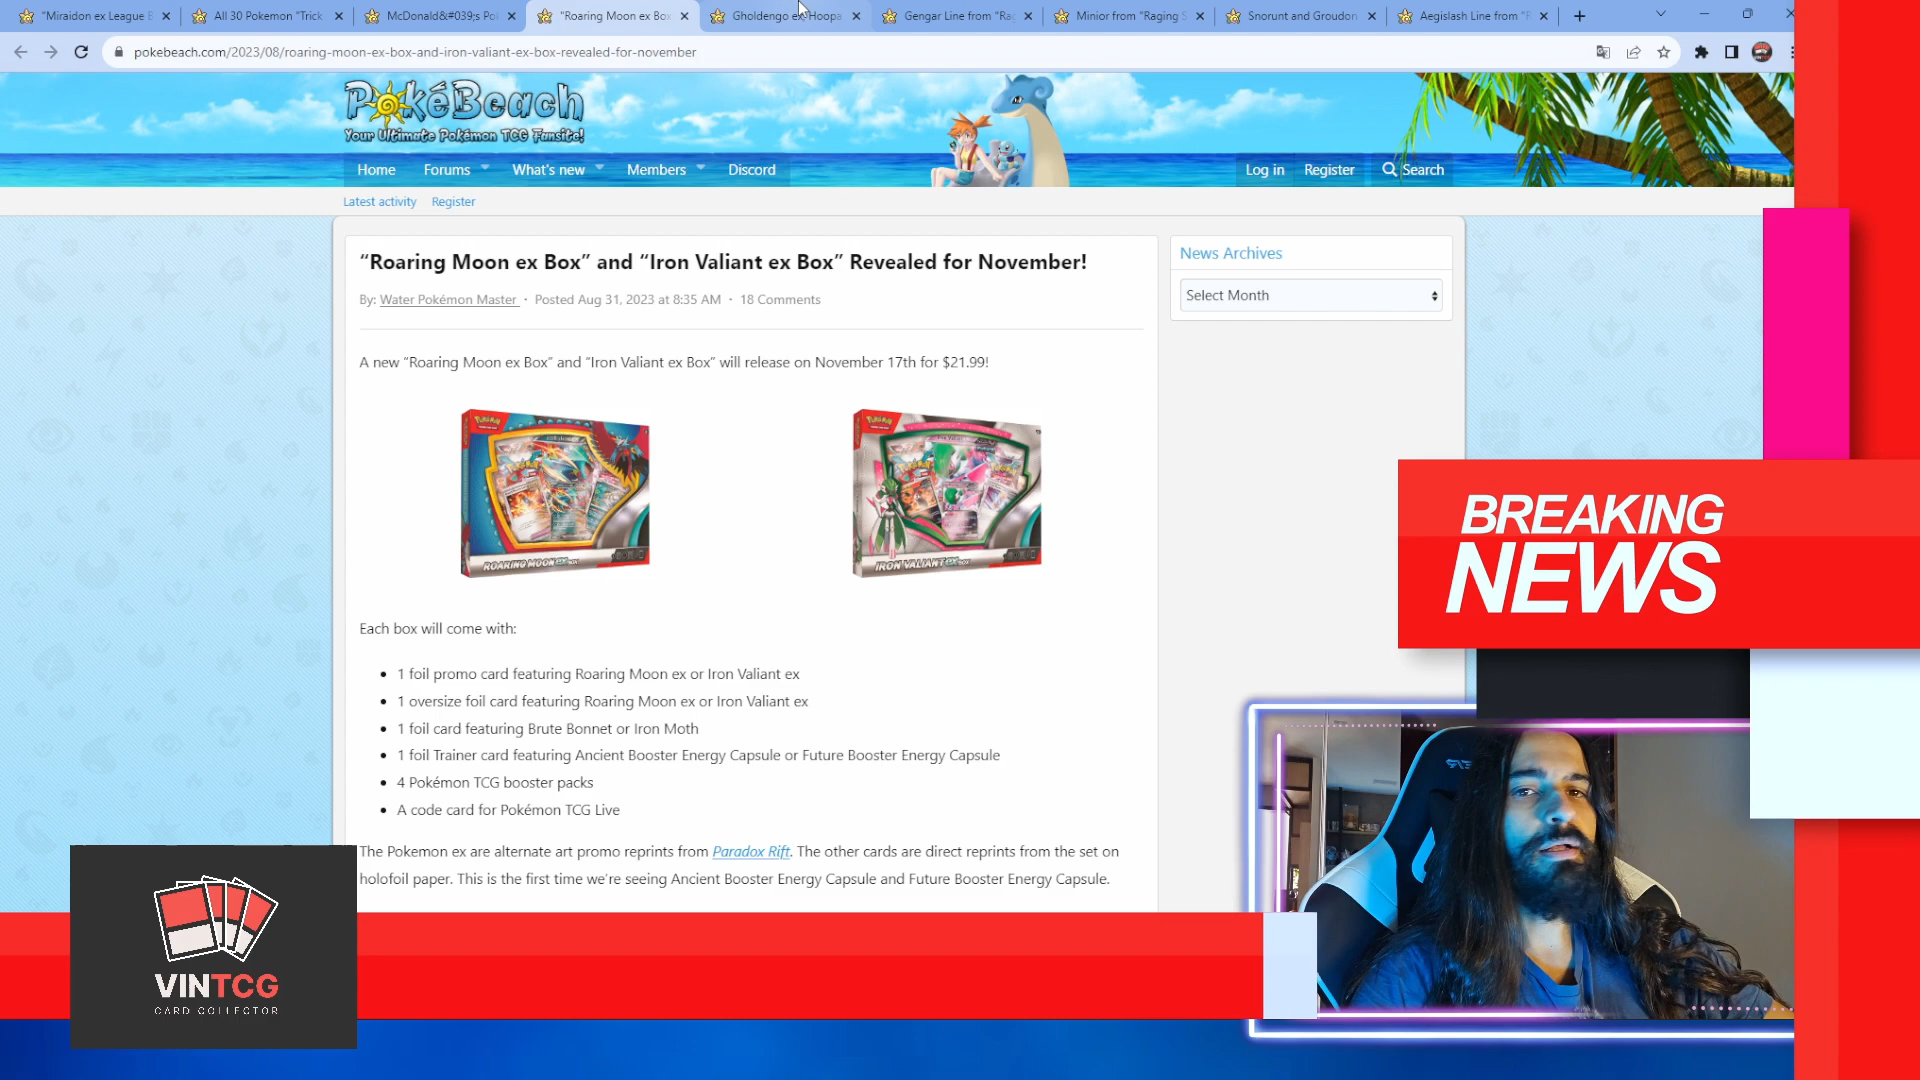 "Miraidon ex League B
All 30 Pokemon "Trick
McDonald&#039;s Pok
"Roaring Moon ex Box
Gholdengo ex, Hoopa
Gengar Line from "Rag
Minior from "Raging S
Snorunt and Groudon
Aegislash Line from "R
pokebeach.com/2023/08/roaring-moon-ex-box-and-iron-valiant-ex-box-revealed-for-november
PokéBeach
Your Ultimate Pokémon TCG Fansite!
Home Forums What's new Members Discord Log in Register Search
Latest activity Register
“Roaring Moon ex Box” and “Iron Valiant ex Box” Revealed for November!
By: Water Pokémon Master · Posted Aug 31, 2023 at 8:35 AM · 18 Comments
News Archives
Select Month
A new “Roaring Moon ex Box” and “Iron Valiant ex Box” will release on November 17th for $21.99!
ROARING MOON ex BOX
IRON VALIANT ex BOX
BREAKING
NEWS
Each box will come with:
• 1 foil promo card featuring Roaring Moon ex or Iron Valiant ex
• 1 oversize foil card featuring Roaring Moon ex or Iron Valiant ex
• 1 foil card featuring Brute Bonnet or Iron Moth
• 1 foil Trainer card featuring Ancient Booster Energy Capsule or Future Booster Energy Capsule
• 4 Pokémon TCG booster packs
• A code card for Pokémon TCG Live
The Pokemon ex are alternate art promo reprints from Paradox Rift. The other cards are direct reprints from the set on
holofoil paper. This is the first time we’re seeing Ancient Booster Energy Capsule and Future Booster Energy Capsule.
VINTCG
CARD COLLECTOR